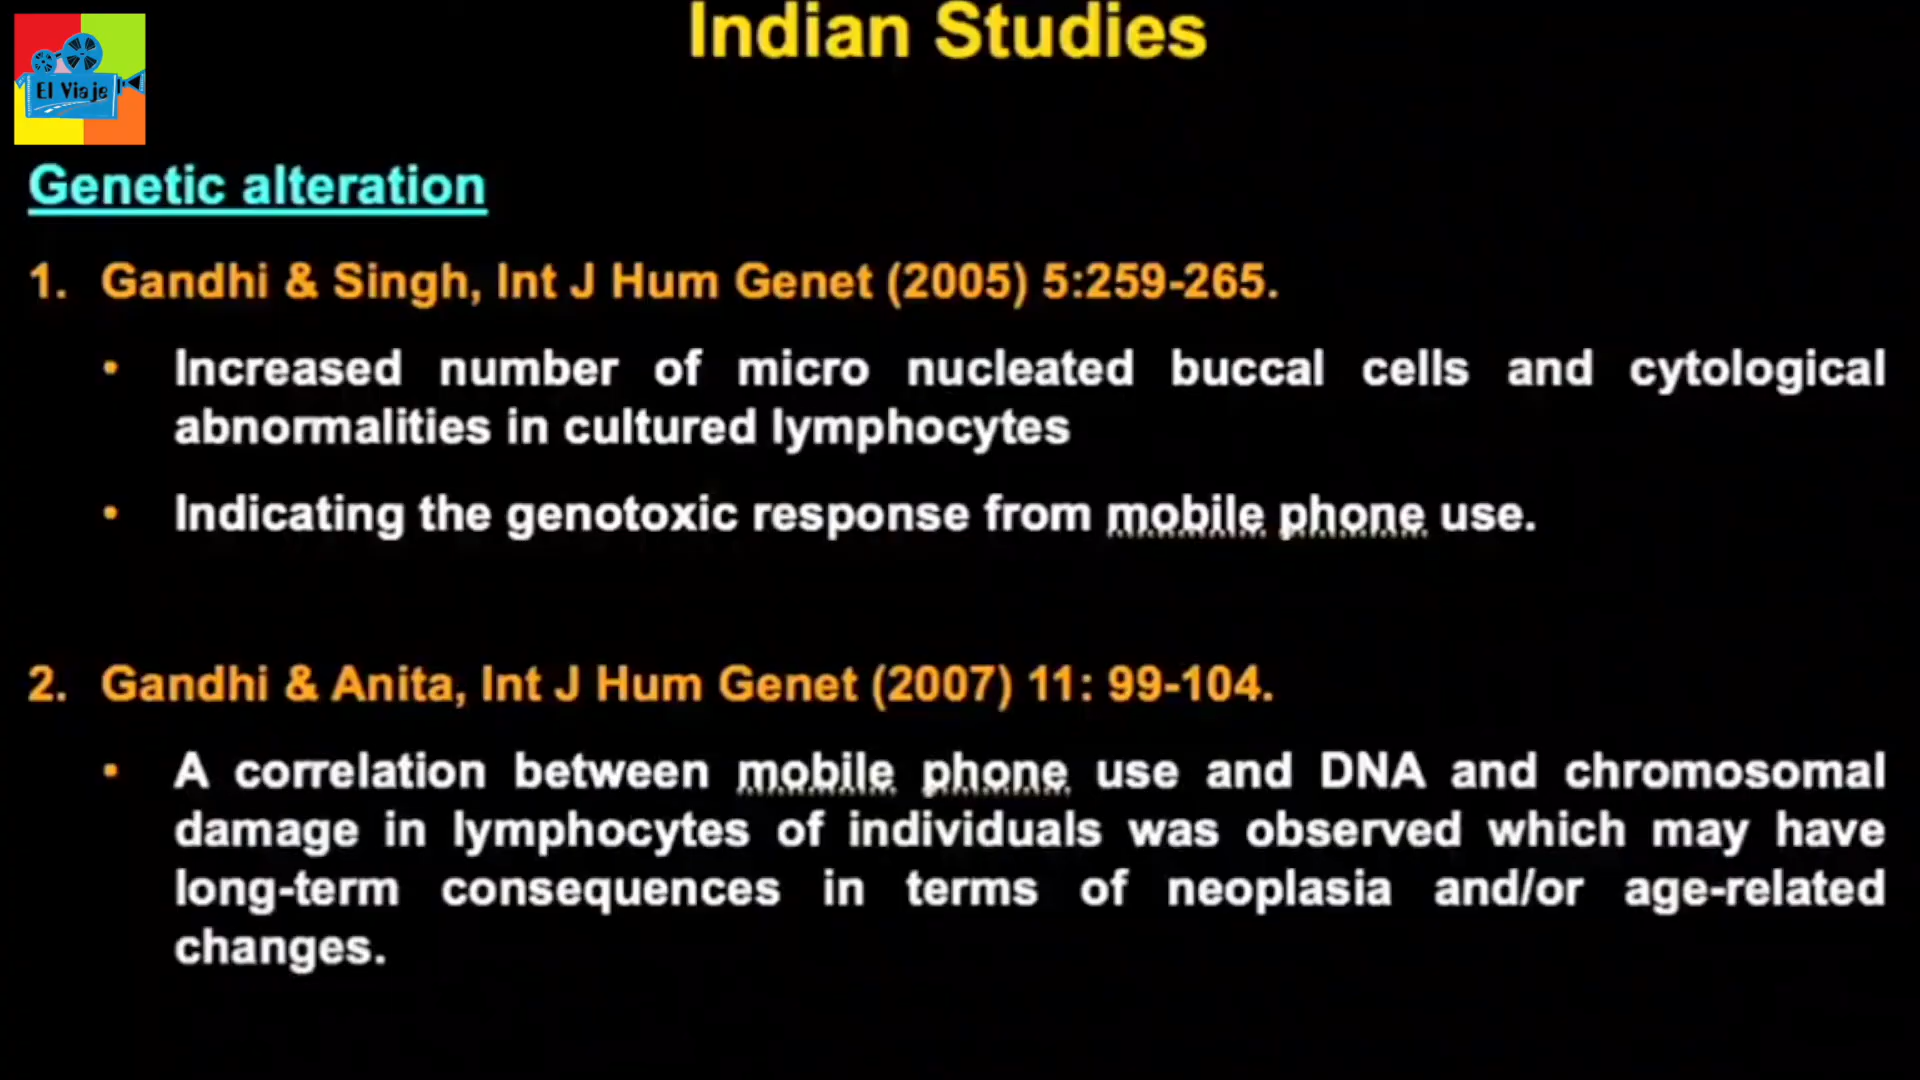 Indian Studies
El Viaje
Genetic alteration
1. Gandhi & Singh, Int J Hum Genet (2005) 5:259-265.
• Increased number of micro nucleated buccal cells and cytological
abnormalities in cultured lymphocytes
• Indicating the genotoxic response from mobile phone use.
2. Gandhi & Anita, Int J Hum Genet (2007) 11: 99-104.
• A correlation between mobile phone use and DNA and chromosomal
damage in lymphocytes of individuals was observed which may have
long-term consequences in terms of neoplasia and/or age-related
changes.